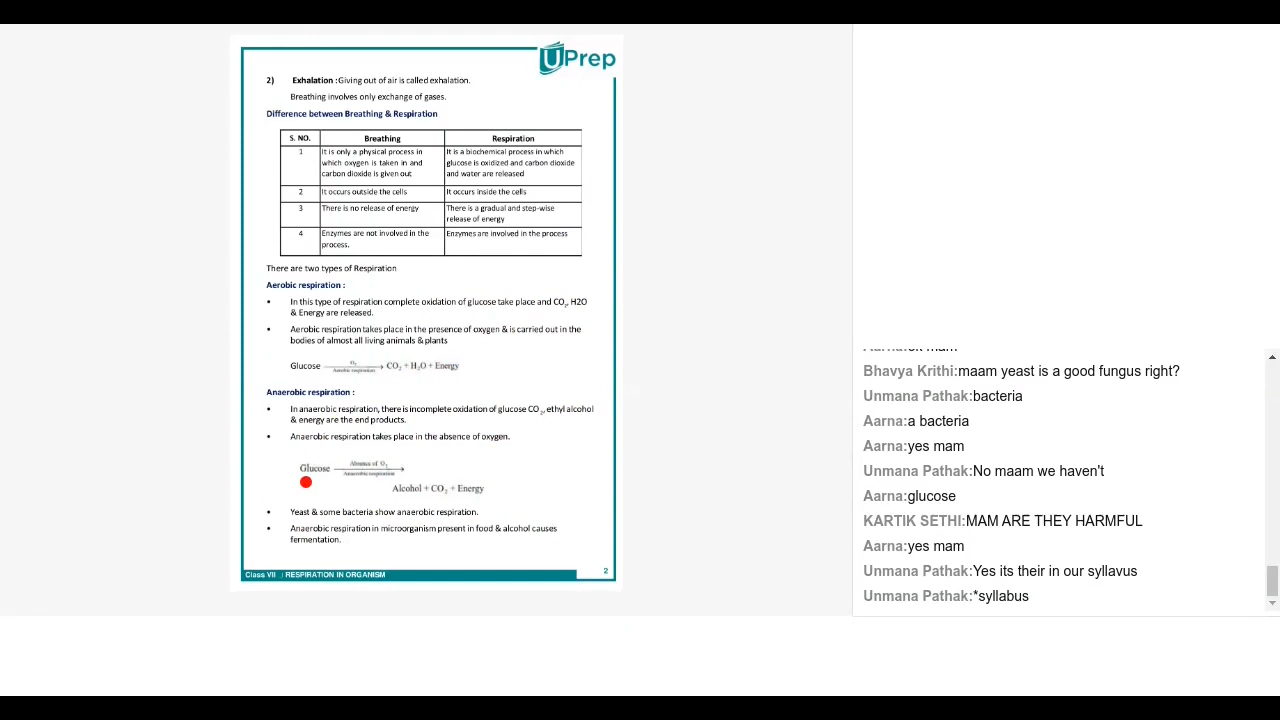 UPrep
2) Exhalation :Giving out of air is called exhalation.
Breathing involves only exchange of gases.
Difference between Breathing & Respiration
S. NO. Breathing Respiration
1 It is only a physical process in which oxygen is taken in and carbon dioxide is given out It is a biochemical process in which glucose is oxidized and carbon dioxide and water are released
2 It occurs outside the cells It occurs inside the cells
3 There is no release of energy There is a gradual and step-wise release of energy
4 Enzymes are not involved in the process. Enzymes are involved in the process
There are two types of Respiration
Aerobic respiration :
• In this type of respiration complete oxidation of glucose take place and CO₂, H2O
& Energy are released.
• Aerobic respiration takes place in the presence of oxygen & is carried out in the
bodies of almost all living animals & plants
Glucose O₂ Aerobic respiration → CO₂ + H₂O + Energy
Anaerobic respiration :
• In anaerobic respiration, there is incomplete oxidation of glucose CO₂, ethyl alcohol
& energy are the end products.
• Anaerobic respiration takes place in the absence of oxygen.
Glucose Absence of O₂ Anaerobic respiration →
Alcohol + CO₂ + Energy
• Yeast & some bacteria show anaerobic respiration.
• Anaerobic respiration in microorganism present in food & alcohol causes
fermentation.
Class VII / RESPIRATION IN ORGANISM 2
Bhavya Krithi:maam yeast is a good fungus right?
Unmana Pathak:bacteria
Aarna:a bacteria
Aarna:yes mam
Unmana Pathak:No maam we haven't
Aarna:glucose
KARTIK SETHI:MAM ARE THEY HARMFUL
Aarna:yes mam
Unmana Pathak:Yes its their in our syllavus
Unmana Pathak:*syllabus